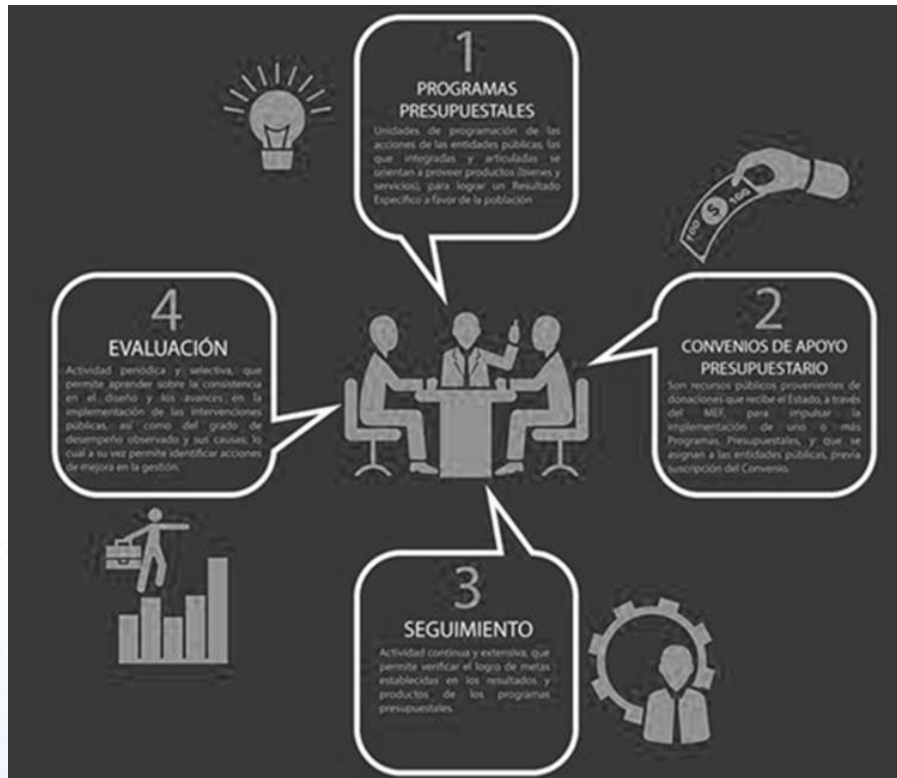 1
PROGRAMAS
PRESUPUESTALES
Unidades de programación de las
acciones de las entidades públicas, las
que integradas y articuladas se
orientan a proveer productos (bienes y
servicios), para lograr un Resultado
Específico a favor de la población
100 $ 100
2
CONVENIOS DE APOYO
PRESUPUESTARIO
Son recursos públicos provenientes de
donaciones que recibe el Estado, a través
del MEF, para impulsar la
implementación de uno o más
Programas Presupuestales, y que se
asignan a las entidades públicas, previa
suscripción del Convenio.
3
SEGUIMIENTO
Actividad continua y extensiva, que
permite verificar el logro de metas
establecidas en los resultados y
productos de los programas
presupuestales.
4
EVALUACIÓN
Actividad periódica y selectiva, que
permite aprender sobre la consistencia
en el diseño y los avances en la
implementación de las intervenciones
públicas, así como del grado de
desempeño observado y sus causas; lo
cual a su vez permite identificar acciones
de mejora en la gestión.